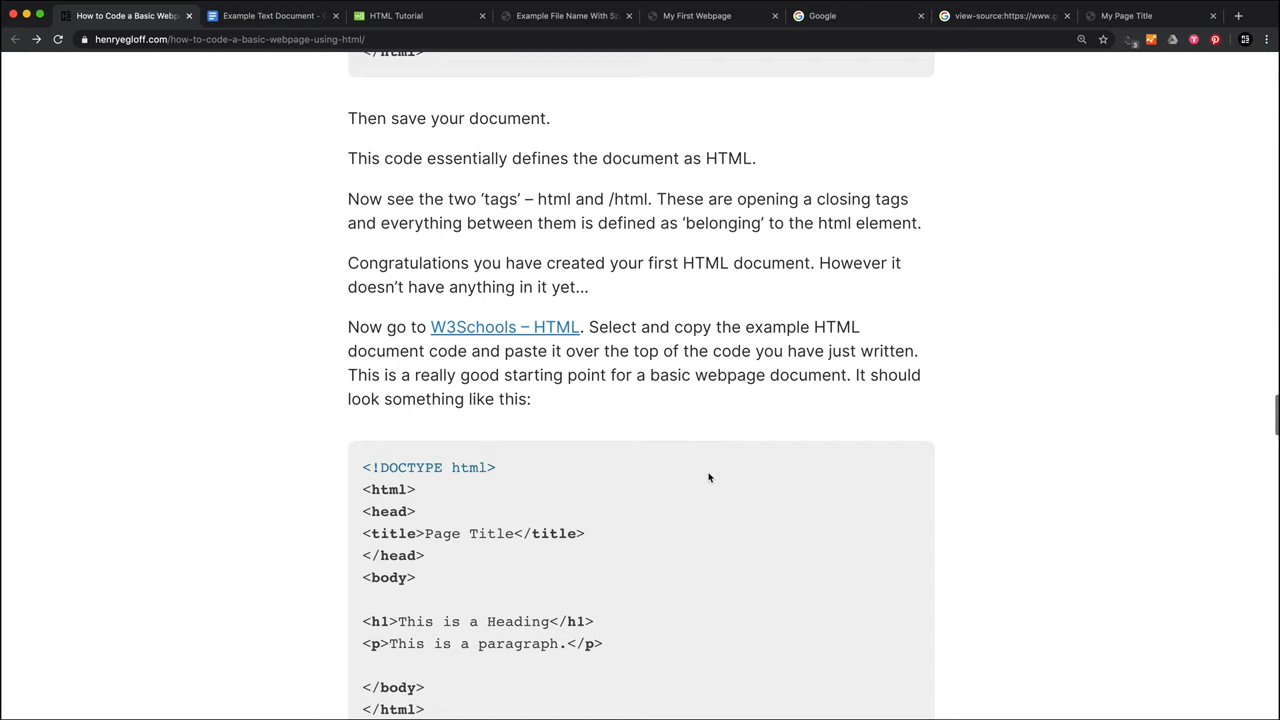 How to Code a Basic Webp
Example Text Document - G
HTML Tutorial
Example File Name With Sp
My First Webpage
Google
view-source:https://www.g
My Page Title
henryegloff.com/how-to-code-a-basic-webpage-using-html/
</html>
Then save your document.
This code essentially defines the document as HTML.
Now see the two ‘tags’ – html and /html. These are opening a closing tags
and everything between them is defined as ‘belonging’ to the html element.
Congratulations you have created your first HTML document. However it
doesn’t have anything in it yet…
Now go to W3Schools – HTML. Select and copy the example HTML
document code and paste it over the top of the code you have just written.
This is a really good starting point for a basic webpage document. It should
look something like this:
<!DOCTYPE html>
<html>
<head>
<title>Page Title</title>
</head>
<body>
<h1>This is a Heading</h1>
<p>This is a paragraph.</p>
</body>
</html>